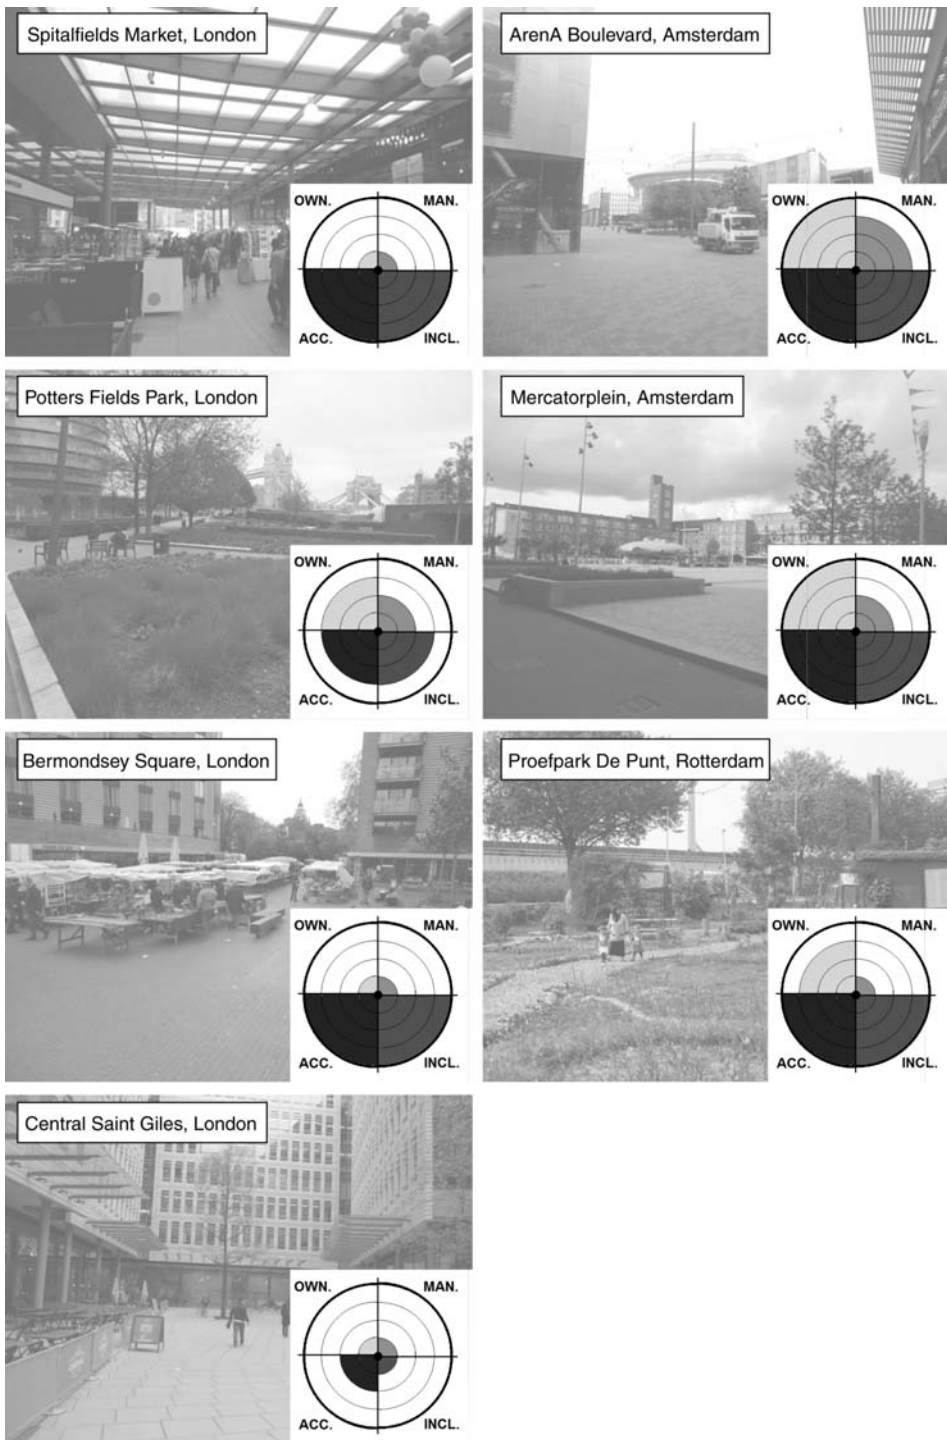 Spitalfields Market, London
OWN. MAN.
ACC. INCL.
ArenA Boulevard, Amsterdam
OWN. MAN.
ACC. INCL.
Potters Fields Park, London
OWN. MAN.
ACC. INCL.
Mercatorplein, Amsterdam
OWN. MAN.
ACC. INCL.
Bermondsey Square, London
OWN. MAN.
ACC. INCL.
Proefpark De Punt, Rotterdam
OWN. MAN.
ACC. INCL.
Central Saint Giles, London
OWN. MAN.
ACC. INCL.